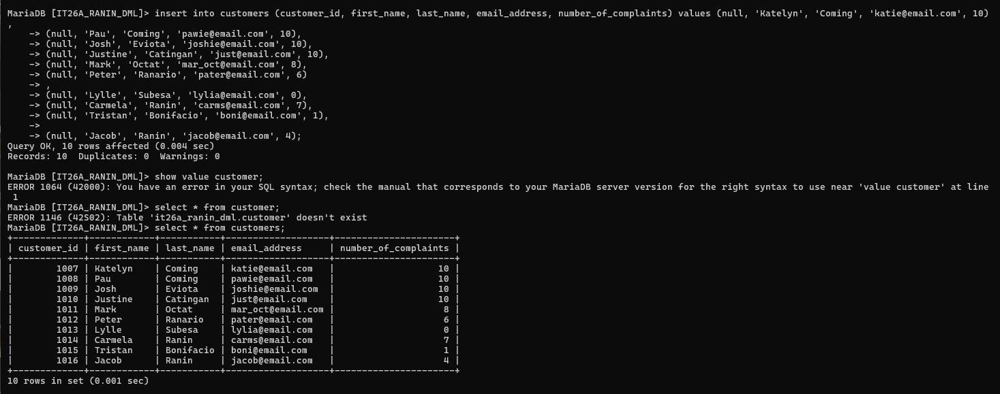 MariaDB [IT26A_RANIN_DML]> insert into customers (customer_id, first_name, last_name, email_address, number_of_complaints) values (null, 'Katelyn', 'Coming', 'katie@email.com', 10)
,
    -> (null, 'Pau', 'Coming', 'pawie@email.com', 10),
    -> (null, 'Josh', 'Eviota', 'joshie@email.com', 10),
    -> (null, 'Justine', 'Catingan', 'just@email.com', 10),
    -> (null, 'Mark', 'Octat', 'mar_oct@email.com', 8),
    -> (null, 'Peter', 'Ranario', 'pater@email.com', 6)
    -> ,
    -> (null, 'Lylle', 'Subesa', 'lylia@email.com', 0),
    -> (null, 'Carmela', 'Ranin', 'carms@email.com', 7),
    -> (null, 'Tristan', 'Bonifacio', 'boni@email.com', 1),
    ->
    -> (null, 'Jacob', 'Ranin', 'jacob@email.com', 4);
Query OK, 10 rows affected (0.004 sec)
Records: 10  Duplicates: 0  Warnings: 0

MariaDB [IT26A_RANIN_DML]> show value customer;
ERROR 1064 (42000): You have an error in your SQL syntax; check the manual that corresponds to your MariaDB server version for the right syntax to use near 'value customer' at line
 1
MariaDB [IT26A_RANIN_DML]> select * from customer;
ERROR 1146 (42S02): Table 'it26a_ranin_dml.customer' doesn't exist
MariaDB [IT26A_RANIN_DML]> select * from customers;
+-------------+------------+-----------+-------------------+----------------------+
| customer_id | first_name | last_name | email_address     | number_of_complaints |
+-------------+------------+-----------+-------------------+----------------------+
|        1007 | Katelyn    | Coming    | katie@email.com   |                   10 |
|        1008 | Pau        | Coming    | pawie@email.com   |                   10 |
|        1009 | Josh       | Eviota    | joshie@email.com  |                   10 |
|        1010 | Justine    | Catingan  | just@email.com    |                   10 |
|        1011 | Mark       | Octat     | mar_oct@email.com |                    8 |
|        1012 | Peter      | Ranario   | pater@email.com   |                    6 |
|        1013 | Lylle      | Subesa    | lylia@email.com   |                    0 |
|        1014 | Carmela    | Ranin     | carms@email.com   |                    7 |
|        1015 | Tristan    | Bonifacio | boni@email.com    |                    1 |
|        1016 | Jacob      | Ranin     | jacob@email.com   |                    4 |
+-------------+------------+-----------+-------------------+----------------------+
10 rows in set (0.001 sec)